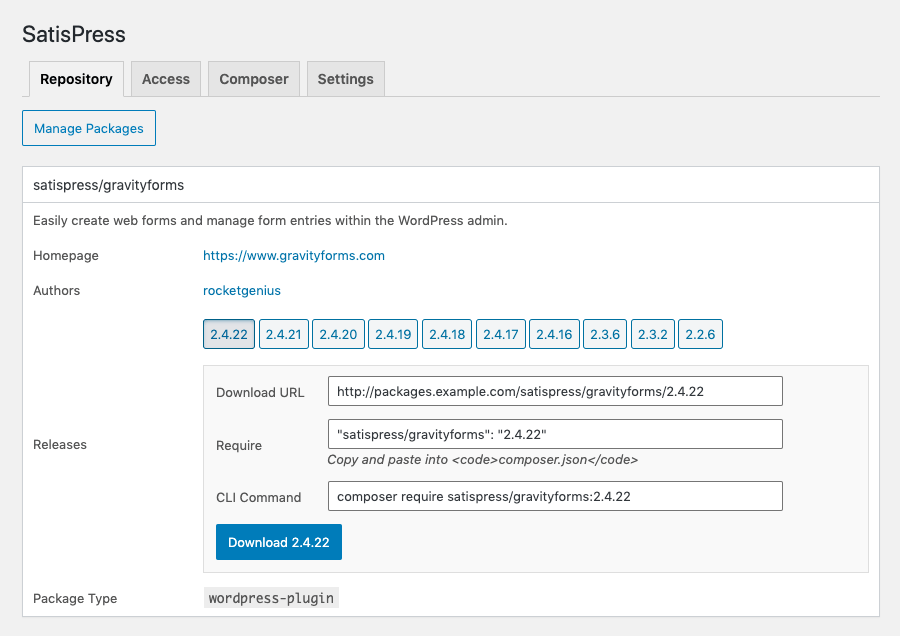 SatisPress
Repository Access Composer Settings
Manage Packages
satispress/gravityforms
Easily create web forms and manage form entries within the WordPress admin.
Homepage https://www.gravityforms.com
Authors rocketgenius
2.4.22 2.4.21 2.4.20 2.4.19 2.4.18 2.4.17 2.4.16 2.3.6 2.3.2 2.2.6
Download URL http://packages.example.com/satispress/gravityforms/2.4.22
Releases
Require "satispress/gravityforms": "2.4.22"
Copy and paste into <code>composer.json</code>
CLI Command composer require satispress/gravityforms:2.4.22
Download 2.4.22
Package Type wordpress-plugin